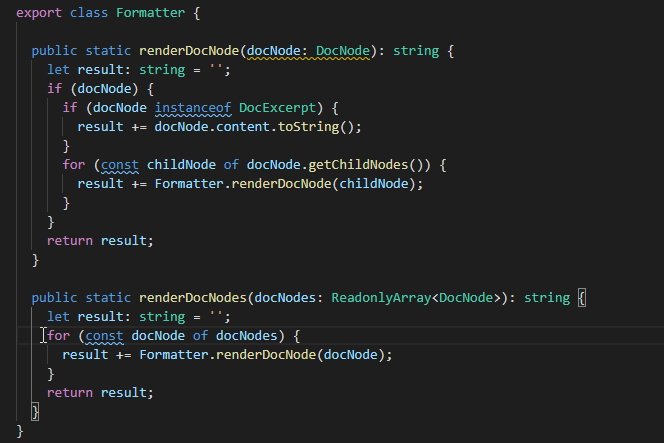 export class Formatter {
public static renderDocNode(docNode: DocNode): string {
let result: string = '';
if (docNode) {
if (docNode instanceof DocExcerpt) {
result += docNode.content.toString();
}
for (const childNode of docNode.getChildNodes()) {
result += Formatter.renderDocNode(childNode);
}
}
return result;
}
public static renderDocNodes(docNodes: ReadonlyArray<DocNode>): string {
let result: string = '';
for (const docNode of docNodes) {
result += Formatter.renderDocNode(docNode);
}
return result;
}
}